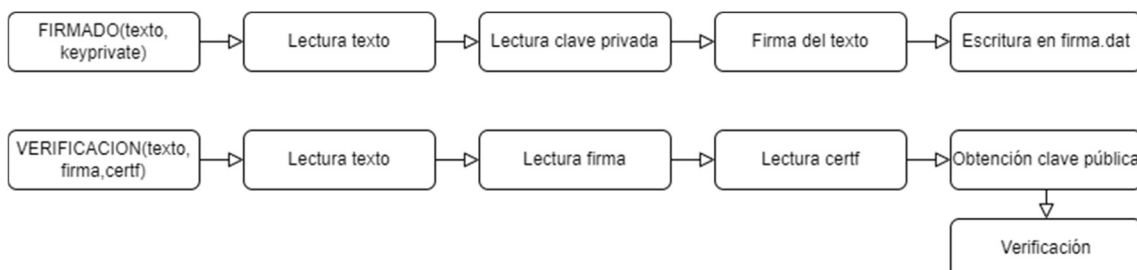 FIRMADO(texto,
keyprivate)
Lectura texto
Lectura clave privada
Firma del texto
Escritura en firma.dat
VERIFICACION(texto,
firma,certf)
Lectura texto
Lectura firma
Lectura certf
Obtención clave pública
Verificación